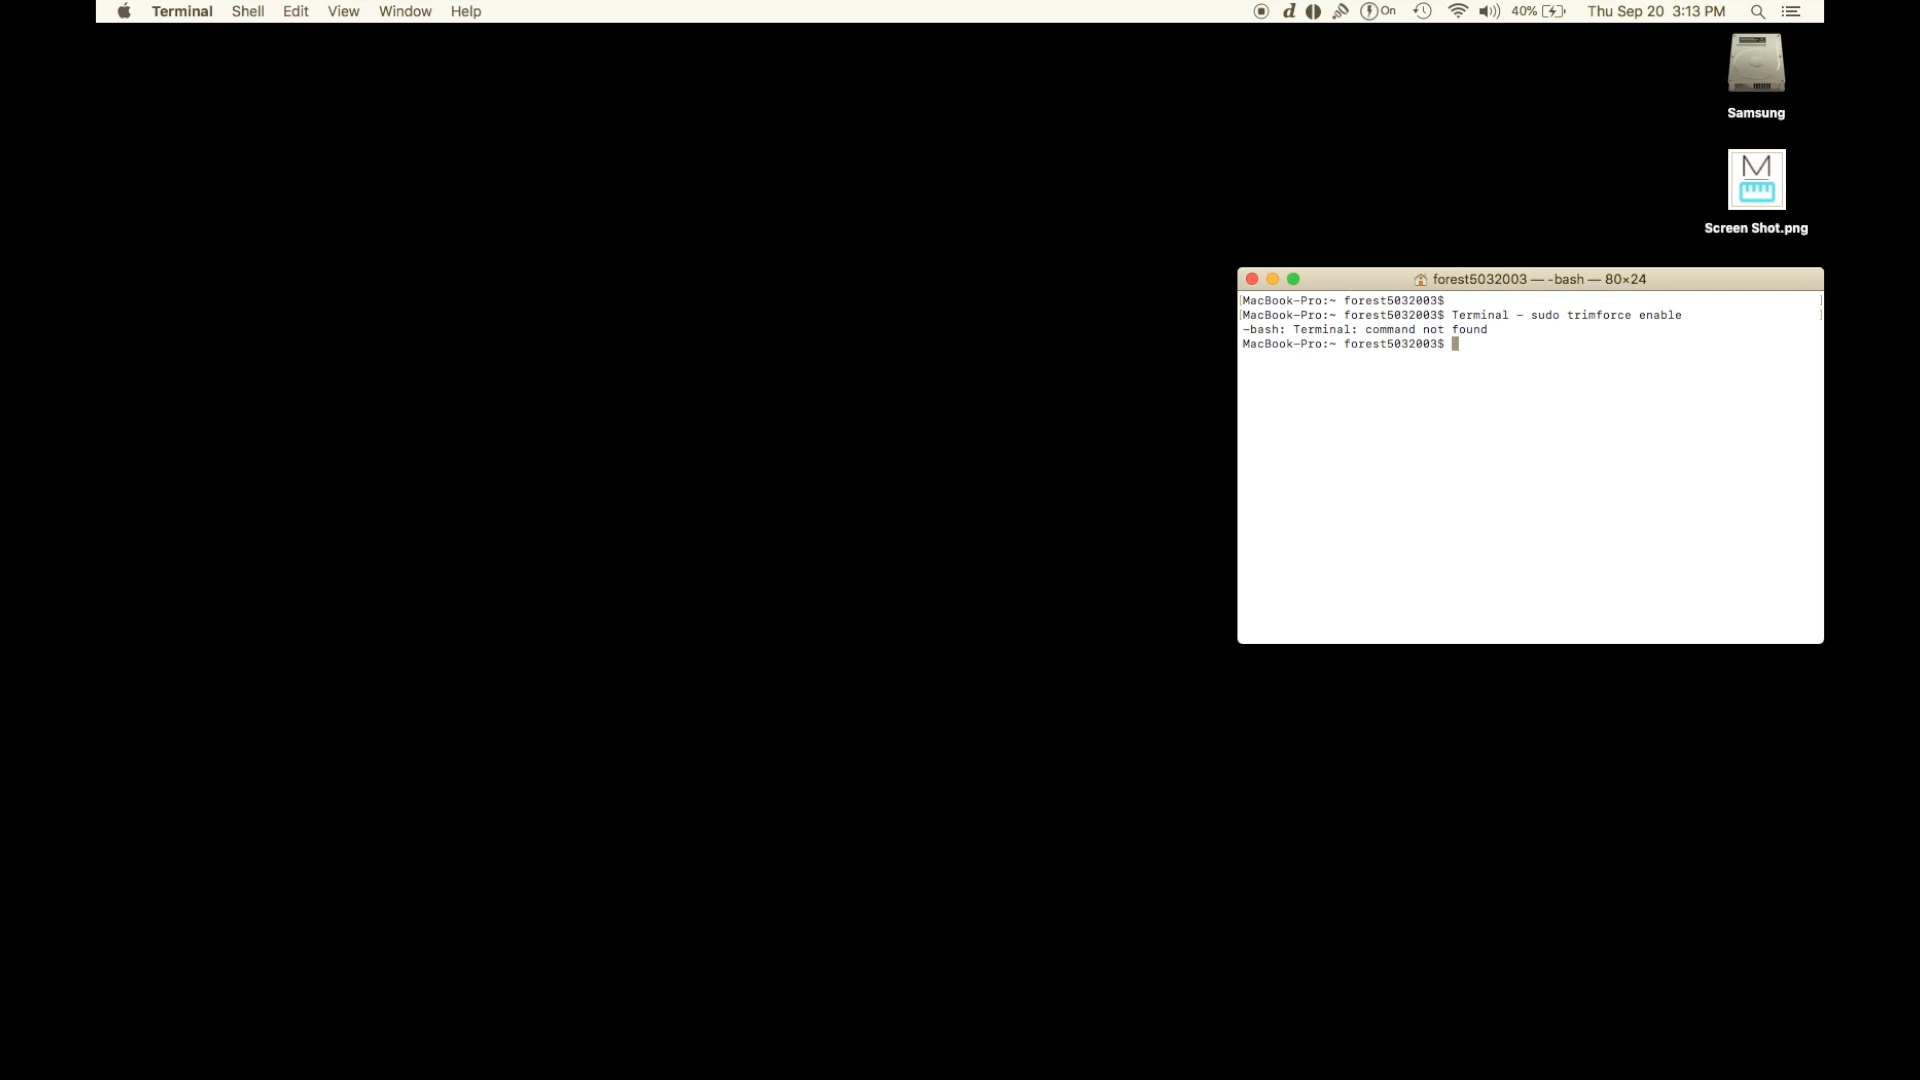 Terminal Shell Edit View Window Help d On 40% Thu Sep 20 3:13 PM
Samsung
M
Screen Shot.png
forest5032003 — -bash — 80×24
[MacBook-Pro:~ forest5032003$ ]
[MacBook-Pro:~ forest5032003$ Terminal - sudo trimforce enable ]
-bash: Terminal: command not found
MacBook-Pro:~ forest5032003$